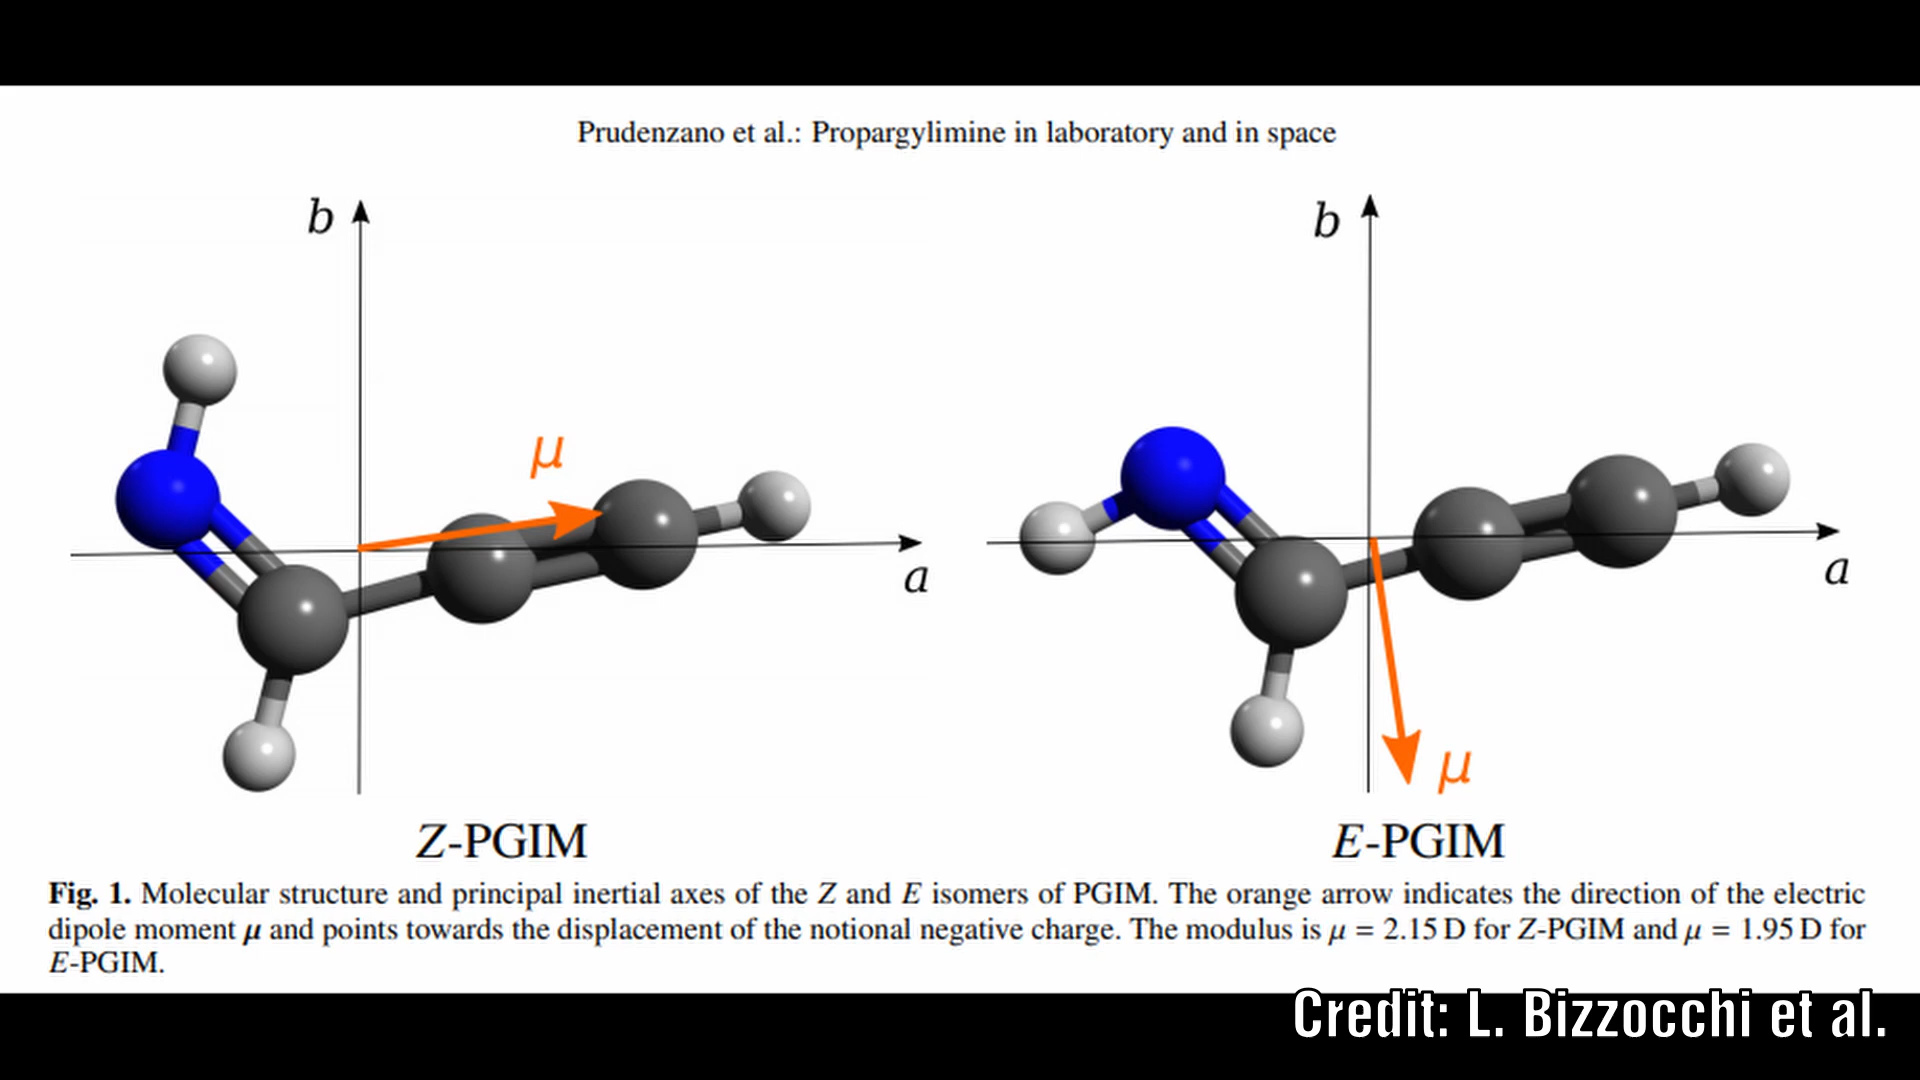 Prudenzano et al.: Propargylimine in laboratory and in space
b
b
μ
a
a
μ
Z-PGIM
E-PGIM
Fig. 1. Molecular structure and principal inertial axes of the Z and E isomers of PGIM. The orange arrow indicates the direction of the electric
dipole moment μ and points towards the displacement of the notional negative charge. The modulus is μ = 2.15 D for Z-PGIM and μ = 1.95 D for
E-PGIM.
Credit: L. Bizzocchi et al.